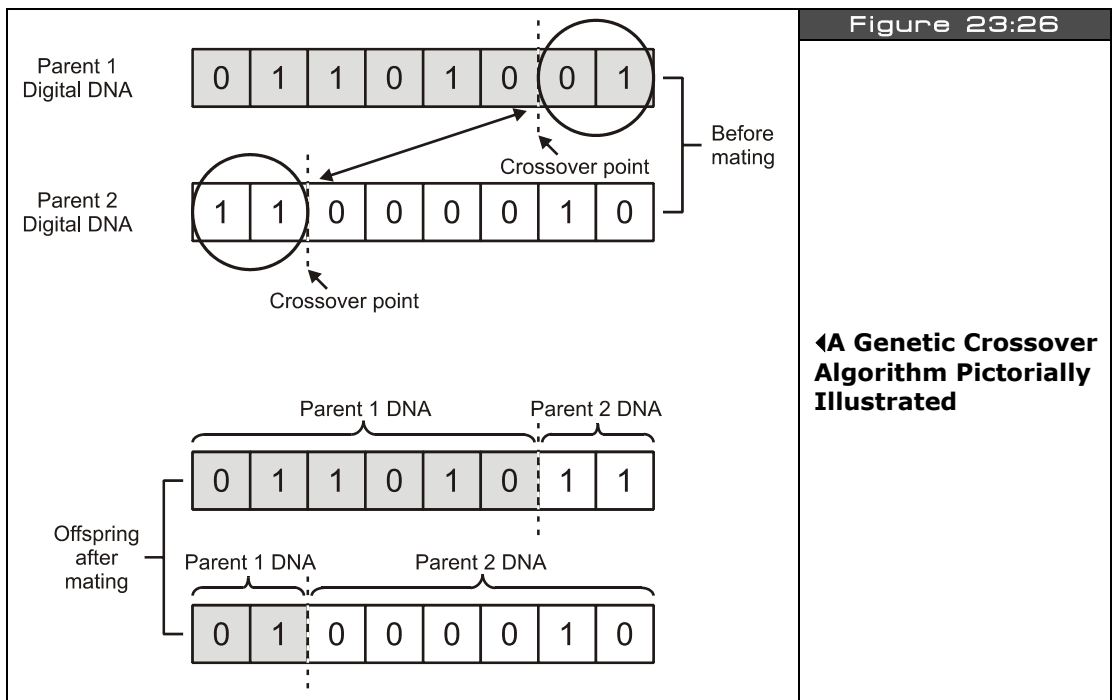 Figure 23:26
Parent 1
Digital DNA
0 1 1 0 1 0 0 1
Before
mating
Crossover point
Parent 2
Digital DNA
1 1 0 0 0 0 1 0
Crossover point
◀A Genetic Crossover
Algorithm Pictorially
Illustrated
Parent 1 DNA Parent 2 DNA
0 1 1 0 1 0 1 1
Offspring
after
mating
Parent 1 DNA Parent 2 DNA
0 1 0 0 0 0 1 0